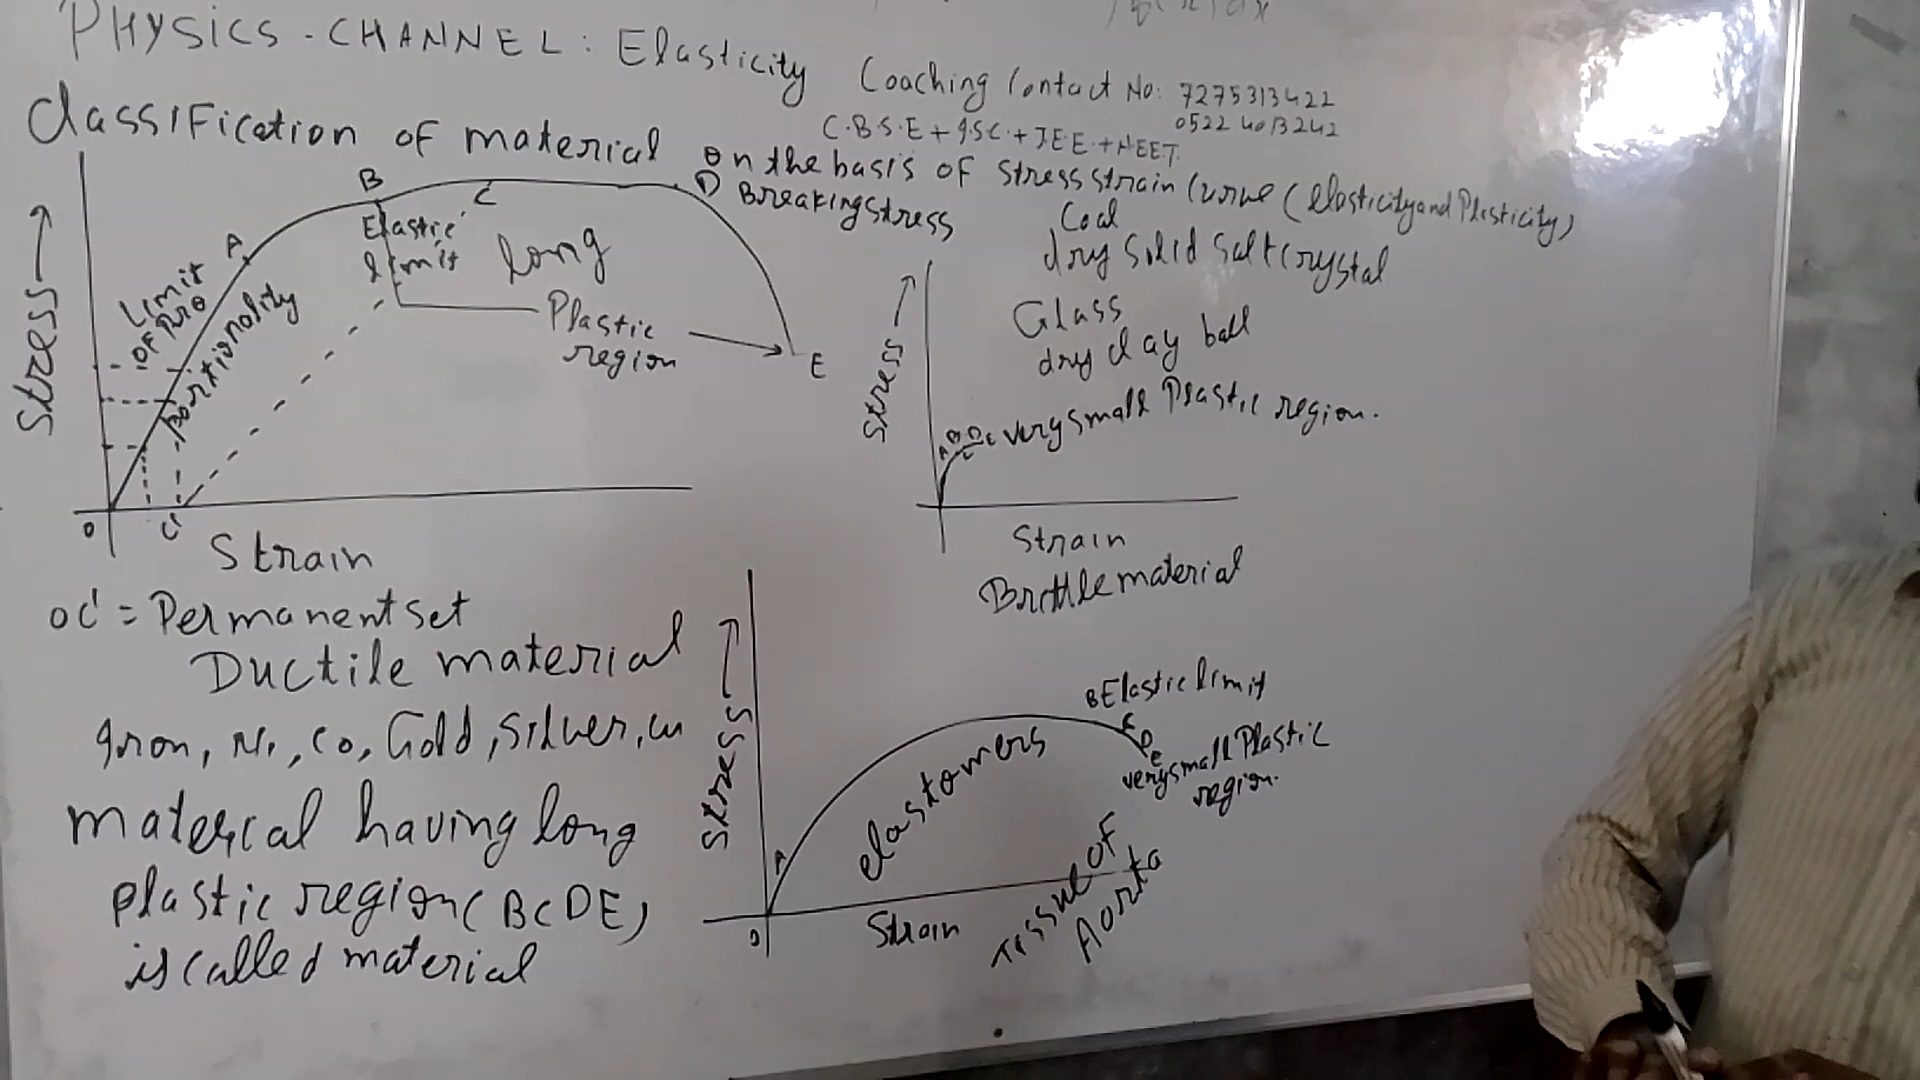 PHYSICS-CHANNEL: Elasticity
Coaching Contact No: 7275313422
0522 4013242
C.B.S.E + I.S.C. + J.E.E. + NEET.
Classification of material on the basis of Stress Strain Curve (elasticity and Plasticity)
Stress
Limit
of Pro
portionality
A
B
Elastic
limit
C
long
D Breaking stress
Plastic
region
E
O
C'
Strain
OC' = Permanent set
Ductile material
Iron, Ni, Co, Gold, Silver, Cu
material having long
plastic region (BCDE)
is called material
Coal
dry Solid Salt Crystal
Glass
dry clay ball
Stress
A B D E very small Plastic region.
C
Strain
Brittle material
Stress
A
B Elastic limit
C
D
E
very small Plastic
region.
elastomers
O
Strain
Tissue of
Aorta